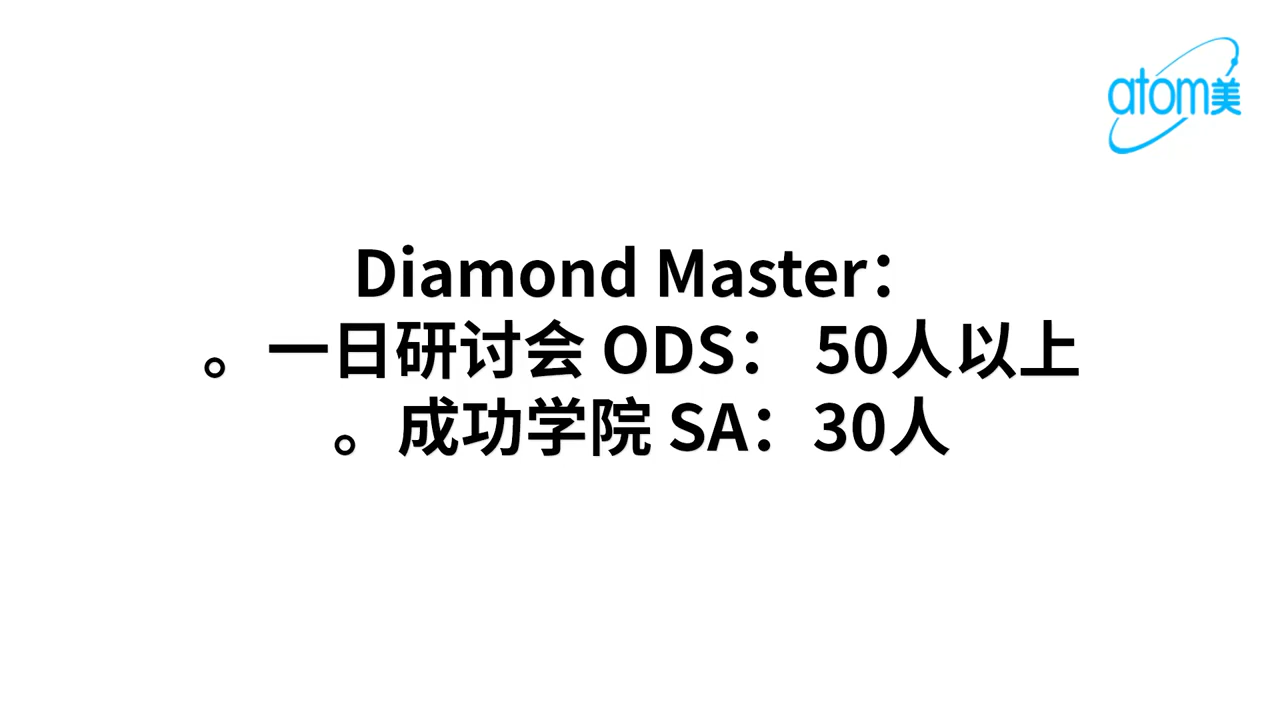 atom美
Diamond Master：
。一日研讨会 ODS： 50人以上
。成功学院 SA：30人